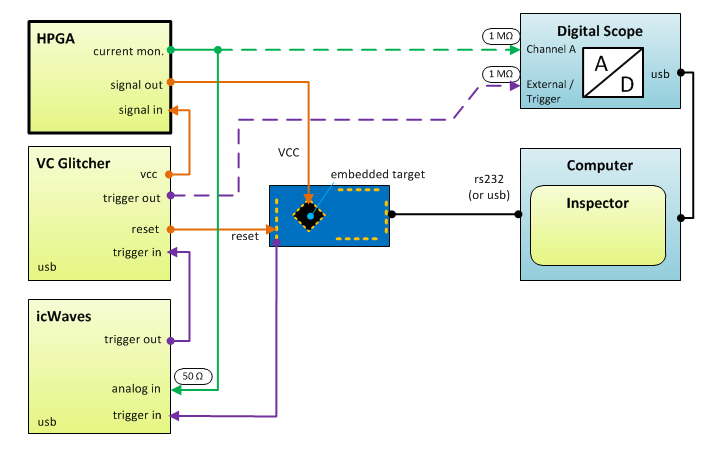 HPGA
current mon.
signal out
signal in
VC Glitcher
vcc
trigger out
reset
trigger in
usb
icWaves
trigger out
analog in
trigger in
usb
50 Ω
VCC
embedded target
reset
rs232
(or usb)
1 MΩ
1 MΩ
Digital Scope
Channel A
External /
Trigger
A
D
usb
Computer
Inspector